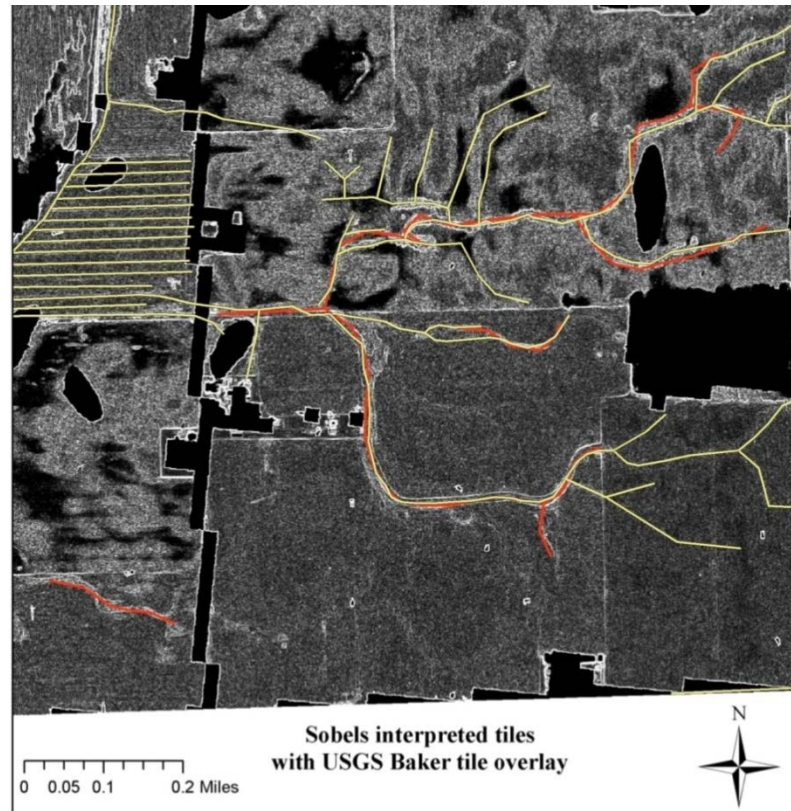 Sobels interpreted tiles
with USGS Baker tile overlay
N
0 0.05 0.1 0.2 Miles